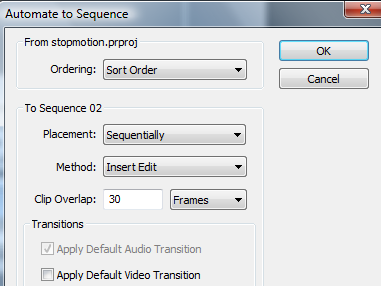 Automate to Sequence
From stopmotion.prproj
OK
Ordering: Sort Order
Cancel
To Sequence 02
Placement: Sequentially
Method: Insert Edit
Clip Overlap: 30 Frames
Transitions
Apply Default Audio Transition
Apply Default Video Transition